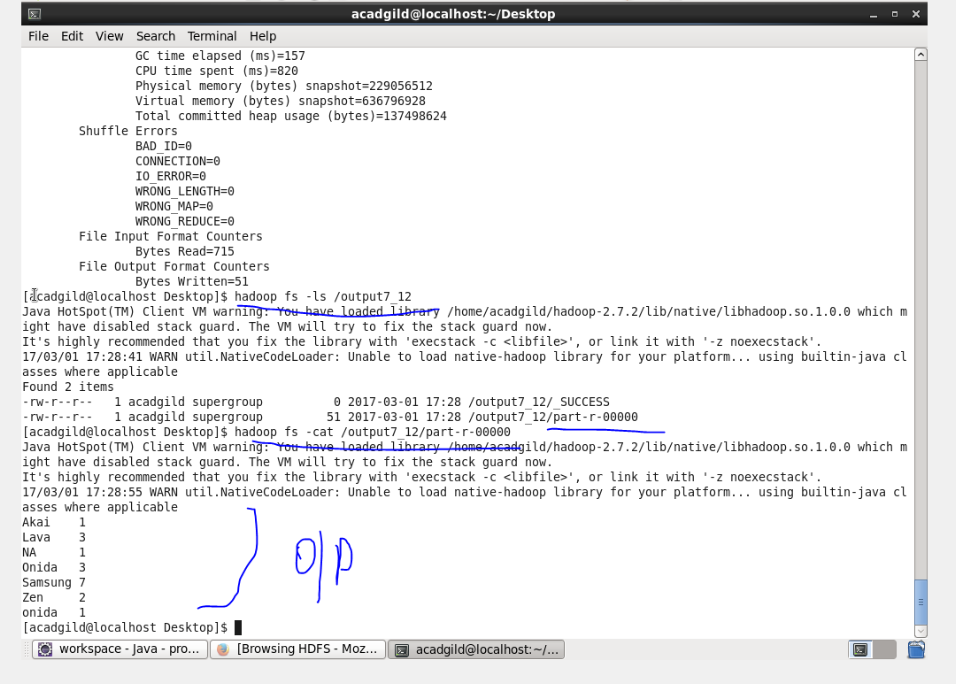 acadgild@localhost:~/Desktop
File Edit View Search Terminal Help
GC time elapsed (ms)=157
CPU time spent (ms)=820
Physical memory (bytes) snapshot=229056512
Virtual memory (bytes) snapshot=636796928
Total committed heap usage (bytes)=137498624
Shuffle Errors
BAD_ID=0
CONNECTION=0
IO_ERROR=0
WRONG_LENGTH=0
WRONG_MAP=0
WRONG_REDUCE=0
File Input Format Counters
Bytes Read=715
File Output Format Counters
Bytes Written=51
[acadgild@localhost Desktop]$ hadoop fs -ls /output7_12
Java HotSpot(TM) Client VM warning: You have loaded library /home/acadgild/hadoop-2.7.2/lib/native/libhadoop.so.1.0.0 which m
ight have disabled stack guard. The VM will try to fix the stack guard now.
It's highly recommended that you fix the library with 'execstack -c <libfile>', or link it with '-z noexecstack'.
17/03/01 17:28:41 WARN util.NativeCodeLoader: Unable to load native-hadoop library for your platform... using builtin-java cl
asses where applicable
Found 2 items
-rw-r--r-- 1 acadgild supergroup 0 2017-03-01 17:28 /output7_12/_SUCCESS
-rw-r--r-- 1 acadgild supergroup 51 2017-03-01 17:28 /output7_12/part-r-00000
[acadgild@localhost Desktop]$ hadoop fs -cat /output7_12/part-r-00000
Java HotSpot(TM) Client VM warning: You have loaded library /home/acadgild/hadoop-2.7.2/lib/native/libhadoop.so.1.0.0 which m
ight have disabled stack guard. The VM will try to fix the stack guard now.
It's highly recommended that you fix the library with 'execstack -c <libfile>', or link it with '-z noexecstack'.
17/03/01 17:28:55 WARN util.NativeCodeLoader: Unable to load native-hadoop library for your platform... using builtin-java cl
asses where applicable
Akai 1
Lava 3
NA 1
Onida 3
Samsung 7
Zen 2
onida 1
o/p
[acadgild@localhost Desktop]$
workspace - Java - pro... [Browsing HDFS - Moz... acadgild@localhost:~/...